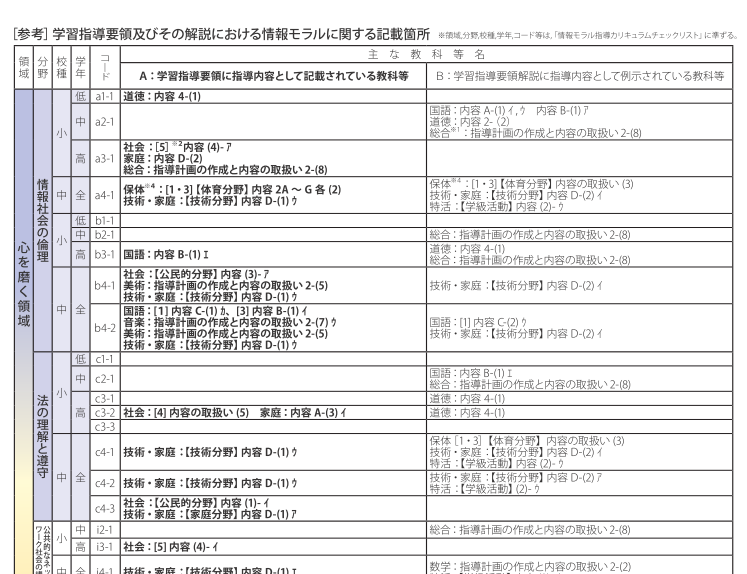 ［参考］ 学習指導要領及びその解説における情報モラルに関する記載箇所　※領域,分野,校種,学年,コード等は、「情報モラル指導カリキュラムチェックリスト」に準ずる。
領域 分野 校種 学年 コード 主な教科等名
A：学習指導要領に指導内容として記載されている教科等 B：学習指導要領解説に指導内容として例示されている教科等
心を磨く領域
情報社会の倫理
小 低 a1-1 道徳：内容 4-(1)
中 a2-1 国語：内容 A-(1) ｲ,ｳ　内容 B-(1) ｱ
道徳：内容 2-（2）
総合※1：指導計画の作成と内容の取扱い 2-(8)
高 a3-1 社会：［5］※2内容 (4)- ｱ
家庭：内容 D-(2)
総合：指導計画の作成と内容の取扱い 2-(8)
中 全 a4-1 保体※4：[1・3]【体育分野】内容 2A ～ G 各 (2)
技術・家庭：【技術分野】内容 D-(1) ｳ
保体※4：[1・3]【体育分野】内容の取扱い (3)
技術・家庭：【技術分野】内容 D-(2) ｲ
特活：【学級活動】内容 (2)- ｳ
小 低 b1-1
中 b2-1 総合：指導計画の作成と内容の取扱い 2-(8)
高 b3-1 国語：内容 B-(1) ｴ
道徳：内容 4-(1)
総合：指導計画の作成と内容の取扱い 2-(8)
中 全 b4-1 社会：【公民的分野】内容 (3)- ｱ
美術：指導計画の作成と内容の取扱い 2-(5)
技術・家庭：【技術分野】内容 D-(1) ｳ
技術・家庭：【技術分野】内容 D-(2) ｲ
b4-2 国語：[1] 内容 C-(1) ｶ、[3] 内容 B-(1) ｲ
音楽：指導計画の作成と内容の取扱い 2-(7) ｳ
美術：指導計画の作成と内容の取扱い 2-(5)
技術・家庭：【技術分野】内容 D-(1) ｳ
国語：[1] 内容 C-(2) ｳ
技術・家庭：【技術分野】内容 D-(2) ｲ
法の理解と遵守
小 低 c1-1
中 c2-1 国語：内容 B-(1) ｴ
総合：指導計画の作成と内容の取扱い 2-(8)
高 c3-1 道徳：内容 4-(1)
c3-2 社会：[4] 内容の取扱い (5)　家庭：内容 A-(3) ｲ 道徳：内容 4-(1)
c3-3
中 全 c4-1 技術・家庭：【技術分野】内容 D-(1) ｳ
保体［1・3］【体育分野】内容の取扱い (3)
技術・家庭：【技術分野】内容 D-(2) ｲ
特活：【学級活動】内容 (2)- ｳ
c4-2 技術・家庭：【技術分野】内容 D-(1) ｳ
技術・家庭：【技術分野】内容 D-(2) ｱ
特活：【学級活動】(2)- ｳ
c4-3 社会：【公民的分野】内容 (1)- ｲ
技術・家庭：【家庭分野】内容 D-(1) ｱ
公共的なネッ
ワーク社会の構
小 中 i2-1 総合：指導計画の作成と内容の取扱い 2-(8)
高 i3-1 社会：[5] 内容 (4)- ｲ
中 全 i4-1 技術・家庭：【技術分野】内容 D-(1) ｴ
数学：指導計画の作成と内容の取扱い 2-(2)